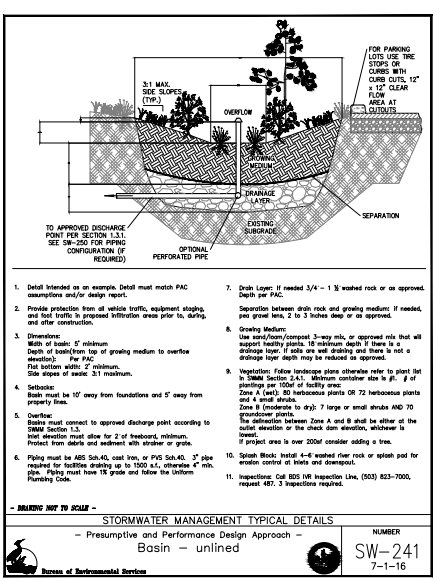 FOR PARKING
LOTS USE TIRE
STOPS OR
CURBS WITH
CURB CUTS, 12"
x 12" CLEAR
FLOW
AREA AT
CUTOUTS
3:1 MAX.
SIDE SLOPES
(TYP.)
OVERFLOW
GROWING
MEDIUM
DRAINAGE
LAYER
EXISTING
SUBGRADE
SEPARATION
TO APPROVED DISCHARGE
POINT PER SECTION 1.3.1.
SEE SW-250 FOR PIPING
CONFIGURATION (IF
REQUIRED)
OPTIONAL
PERFORATED PIPE
1. Detail intended as an example. Detail must match PAC
assumptions and/or design report.
2. Provide protection from all vehicle traffic, equipment staging,
and foot traffic in proposed infiltration areas prior to, during,
and after construction.
3. Dimensions:
Width of basin: 5' minimum
Depth of basin(from top of growing medium to overflow
elevation): Per PAC
Flat bottom width: 2' minimum.
Side slopes of swale: 3:1 maximum.
4. Setbacks:
Basin must be 10' away from foundations and 5' away from
property lines.
5. Overflow:
Basins must connect to approved discharge point according to
SWMM Section 1.3.
Inlet elevation must allow for 2"of freeboard, minimum.
Protect from debris and sediment with strainer or grate.
6. Piping must be ABS Sch.40, cast iron, or PVS Sch.40. 3" pipe
required for facilities draining up to 1500 s.f., otherwise 4" min.
pipe. Piping must have 1% grade and follow the Uniform
Plumbing Code.
7. Drain Layer: If needed 3/4"- 1 ½"washed rock or as approved.
Depth per PAC.
Separation between drain rock and growing medium: if needed,
pea gravel lens, 2 to 3 inches deep or as approved.
8. Growing Medium:
Use sand/loam/compost 3-way mix, or approved mix that will
support healthy plants. 18"minimum depth if there is a
drainage layer. If soils are well draining and there is not a
drainage layer depth may be reduced as approved.
9. Vegetation: Follow landscape plans otherwise refer to plant list
in SWMM Section 2.4.1. Minimum container size is #1. # of
plantings per 100sf of facility area:
Zone A (wet): 80 herbaceous plants OR 72 herbaceous plants
and 4 small shrubs.
Zone B (moderate to dry): 7 large or small shrubs AND 70
groundcover plants.
The delineation between Zone A and B shall be either at the
outlet elevation or the check dam elevation, whichever is
lowest.
If project area is over 200sf consider adding a tree.
10. Splash Block: Install 4-6"washed river rock or splash pad for
erosion control at inlets and downspout.
11. Inspections: Call BDS IVR Inspection Line, (503) 823-7000,
request 487. 3 inspections required.
- DRAWING NOT TO SCALE -
STORMWATER MANAGEMENT TYPICAL DETAILS
- Presumptive and Performance Design Approach -
Basin - unlined
Bureau of Environmental Services
NUMBER
SW-241
7-1-16